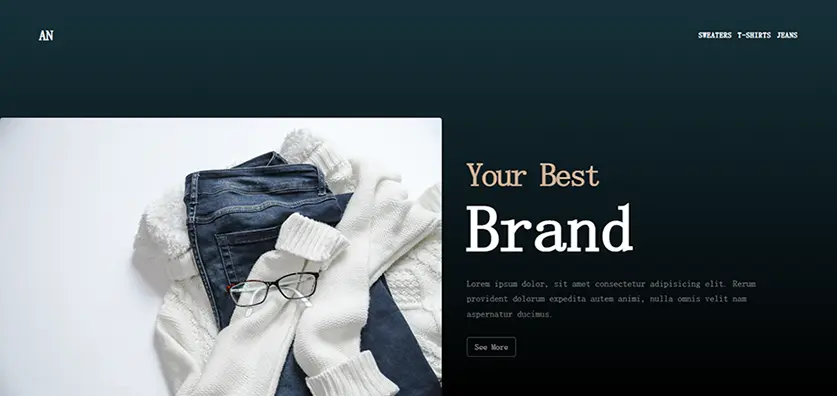 AN
SWEATERS T-SHIRTS JEANS
Your Best
Brand
Lorem ipsum dolor, sit amet consectetur adipisicing elit. Rerum
provident dolorum expedita autem animi, nulla omnis velit nam
aspernatur ducimus.
See More